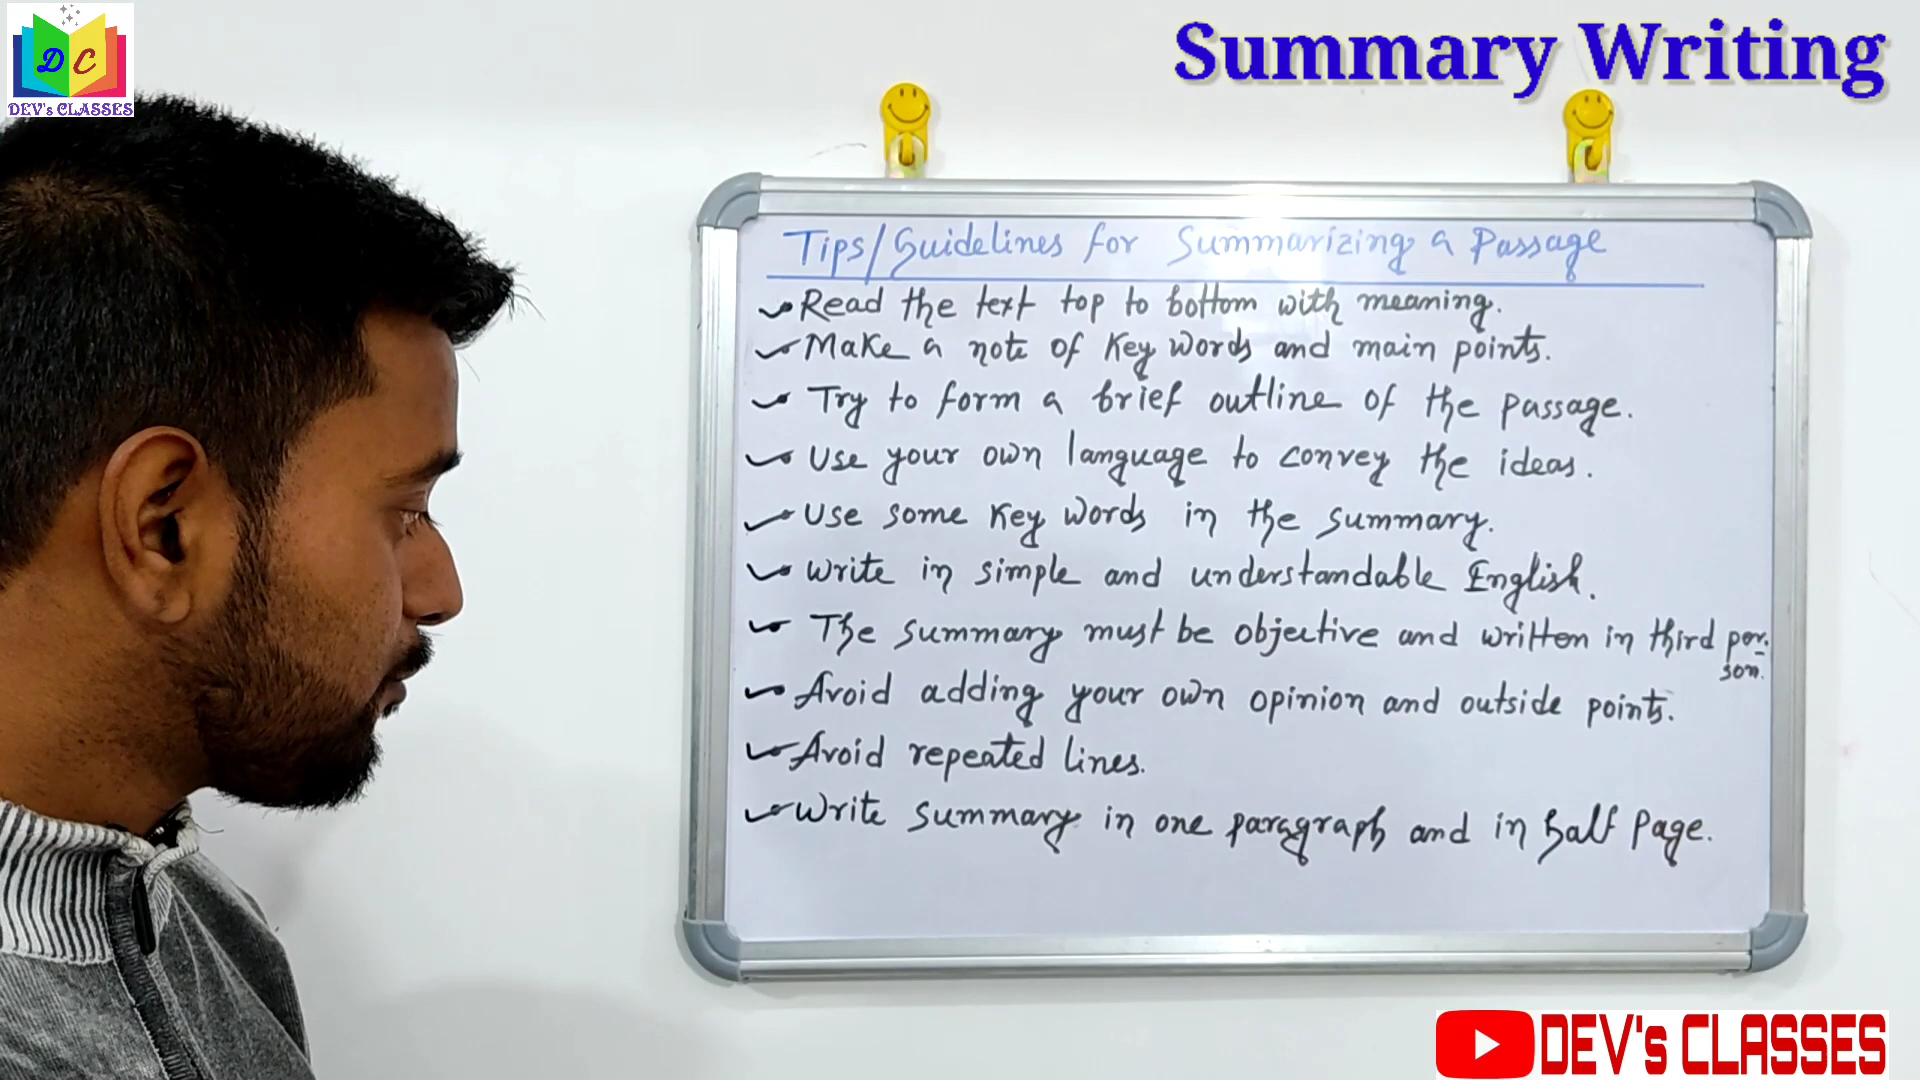 DC
DEV's CLASSES
Summary Writing
Tips/Guidelines for Summarizing a Passage
Read the text top to bottom with meaning.
Make a note of Key Words and main points.
Try to form a brief outline of the passage.
Use your own language to convey the ideas.
Use some Key Words in the summary.
Write in simple and understandable English.
The summary must be objective and written in third per-
son.
Avoid adding your own opinion and outside points.
Avoid repeated lines.
Write summary in one paragraph and in half Page.
DEV's CLASSES